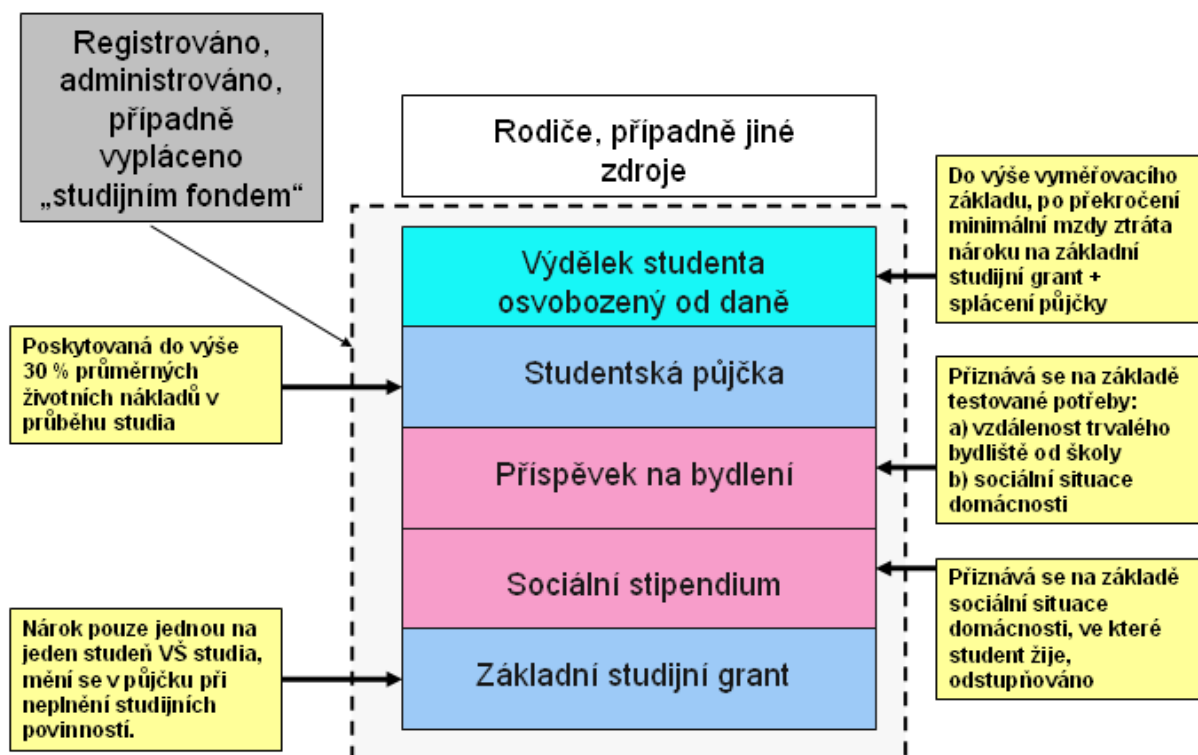 Registrováno,
administrováno,
případně
vypláceno
„studijním fondem“
Rodiče, případně jiné
zdroje
Do výše vyměřovacího
základu, po překročení
minimální mzdy ztráta
nároku na základní
studijní grant +
splácení půjčky
Výdělek studenta
osvobozený od daně
Poskytovaná do výše
30 % průměrných
životních nákladů v
průběhu studia
Studentská půjčka
Přiznává se na základě
testované potřeby:
a) vzdálenost trvalého
bydliště od školy
b) sociální situace
domácnosti
Příspěvek na bydlení
Sociální stipendium
Přiznává se na základě
sociální situace
domácnosti, ve které
student žije,
odstupňováno
Nárok pouze jednou na
jeden studeň VŠ studia,
mění se v půjčku při
neplnění studijních
povinností.
Základní studijní grant